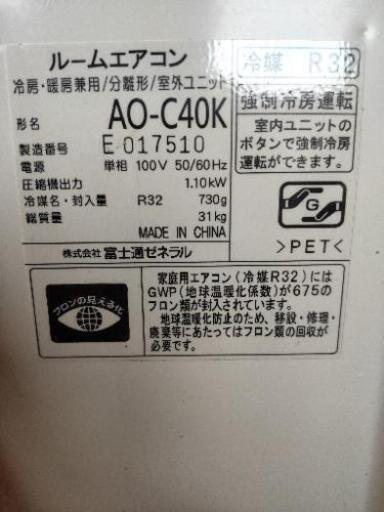 ルームエアコン
冷房・暖房兼用/分離形/室外ユニット
形名 AO-C40K
製造番号 E 017510
電源 単相 100V 50/60Hz
圧縮機出力 1.10kW
冷媒名・封入量 R32 730g
総質量 31kg
MADE IN CHINA
株式会社 富士通ゼネラル
冷媒 R32
強制冷房運転
室内ユニットの
ボタンで強制冷房
運転ができます。
G
>PET<
フロンの見える化
家庭用エアコン(冷媒R32)には
GWP(地球温暖化係数)が675の
フロン類が封入されています。
地球温暖化防止のため、移設・修理・
廃棄等にあたってはフロン類の回収が
必要です。